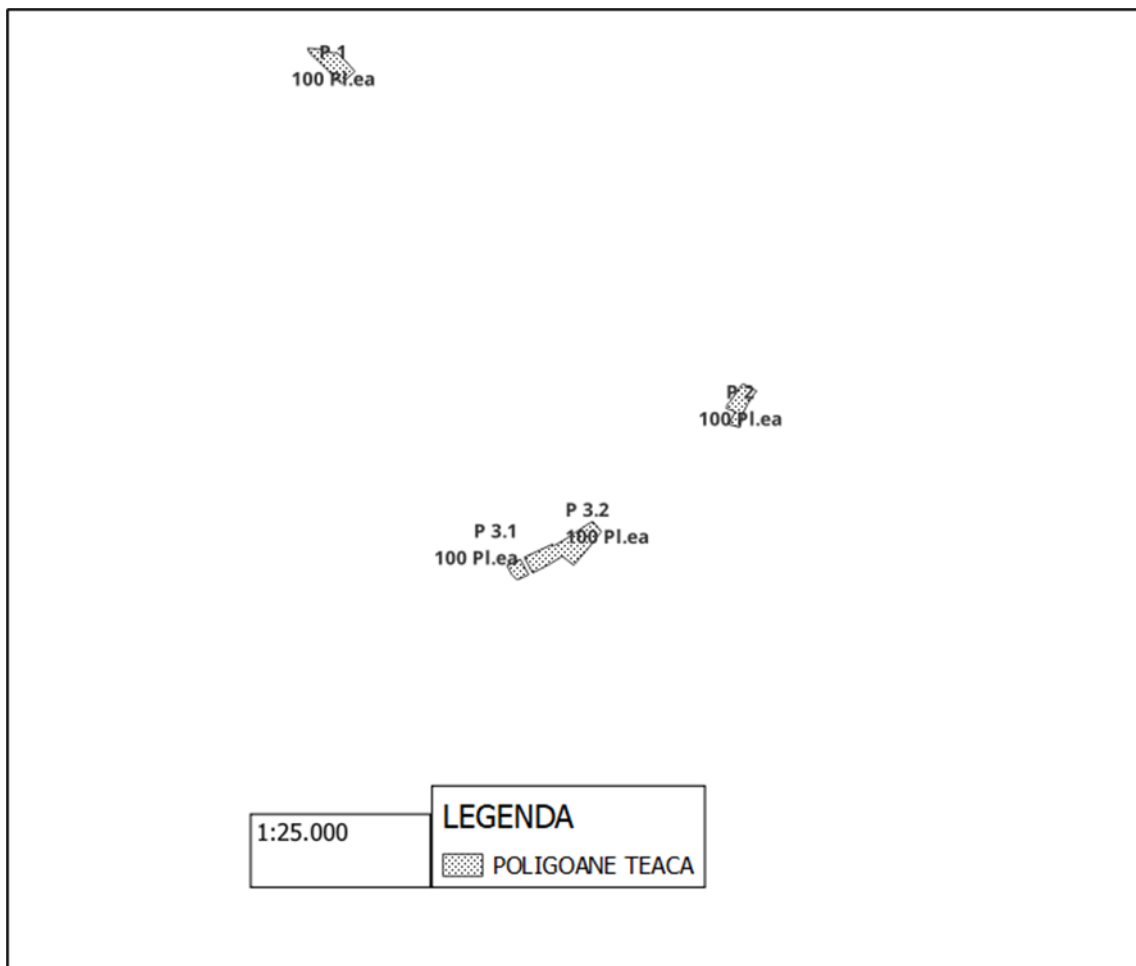 P 1
100 Pl.ea
P 2
100 Pl.ea
P 3.2
100 Pl.ea
P 3.1
100 Pl.ea
1:25.000
LEGENDA
POLIGOANE TEACA